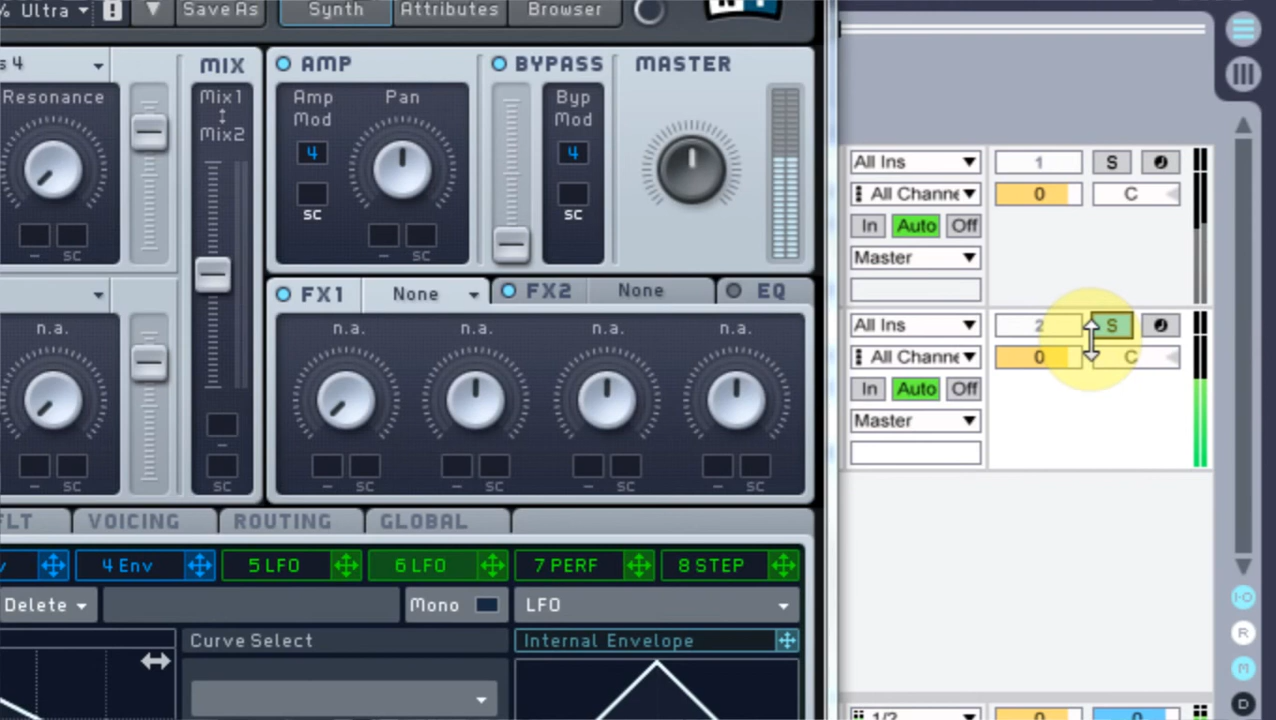 % Ultra
!
Save As
Synth
Attributes
Browser
s 4
Resonance
MIX
Mix1
Mix2
SC
AMP
Amp
Mod
4
SC
Pan
SC
BYPASS
Byp
Mod
4
SC
MASTER
n.a.
SC
FX1
None
FX2
None
EQ
n.a.
n.a.
n.a.
n.a.
SC
SC
SC
SC
FLT
VOICING
ROUTING
GLOBAL
4 Env
5 LFO
6 LFO
7 PERF
8 STEP
Delete
Mono
LFO
Curve Select
Internal Envelope
All Ins
1
S
All Channe
0
C
In
Auto
Off
Master
All Ins
2
S
All Channe
0
C
In
Auto
Off
Master
1/2
0
0
I-O
R
M
D